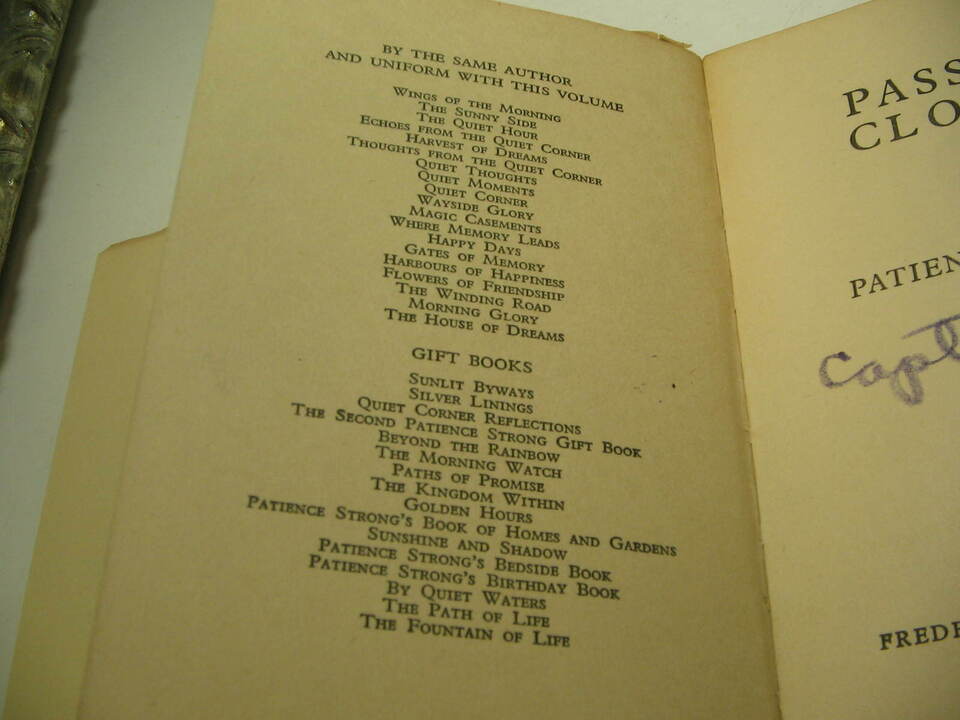 BY THE SAME AUTHOR
AND UNIFORM WITH THIS VOLUME
WINGS OF THE MORNING
THE SUNNY SIDE
THE QUIET HOUR
ECHOES FROM THE QUIET CORNER
HARVEST OF DREAMS
THOUGHTS FROM THE QUIET CORNER
QUIET THOUGHTS
QUIET MOMENTS
QUIET CORNER
WAYSIDE GLORY
MAGIC CASEMENTS
WHERE MEMORY LEADS
HAPPY DAYS
GATES OF MEMORY
HARBOURS OF HAPPINESS
FLOWERS OF FRIENDSHIP
THE WINDING ROAD
MORNING GLORY
THE HOUSE OF DREAMS
GIFT BOOKS
SUNLIT BYWAYS
SILVER LININGS
QUIET CORNER REFLECTIONS
THE SECOND PATIENCE STRONG GIFT BOOK
BEYOND THE RAINBOW
THE MORNING WATCH
PATHS OF PROMISE
THE KINGDOM WITHIN
GOLDEN HOURS
PATIENCE STRONG'S BOOK OF HOMES AND GARDENS
SUNSHINE AND SHADOW
PATIENCE STRONG'S BEDSIDE BOOK
PATIENCE STRONG'S BIRTHDAY BOOK
BY QUIET WATERS
THE PATH OF LIFE
THE FOUNTAIN OF LIFE
PASS
CLO
PATIEN
Capt
FREDE